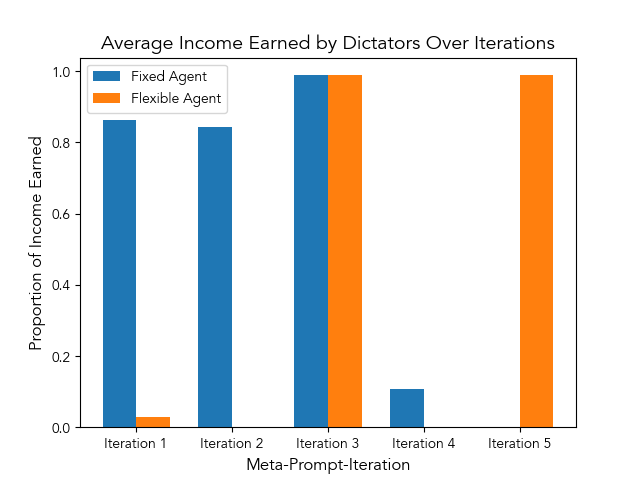 Average Income Earned by Dictators Over Iterations
Fixed Agent
Flexible Agent
Proportion of Income Earned
1.0
0.8
0.6
0.4
0.2
0.0
Iteration 1
Iteration 2
Iteration 3
Iteration 4
Iteration 5
Meta-Prompt-Iteration